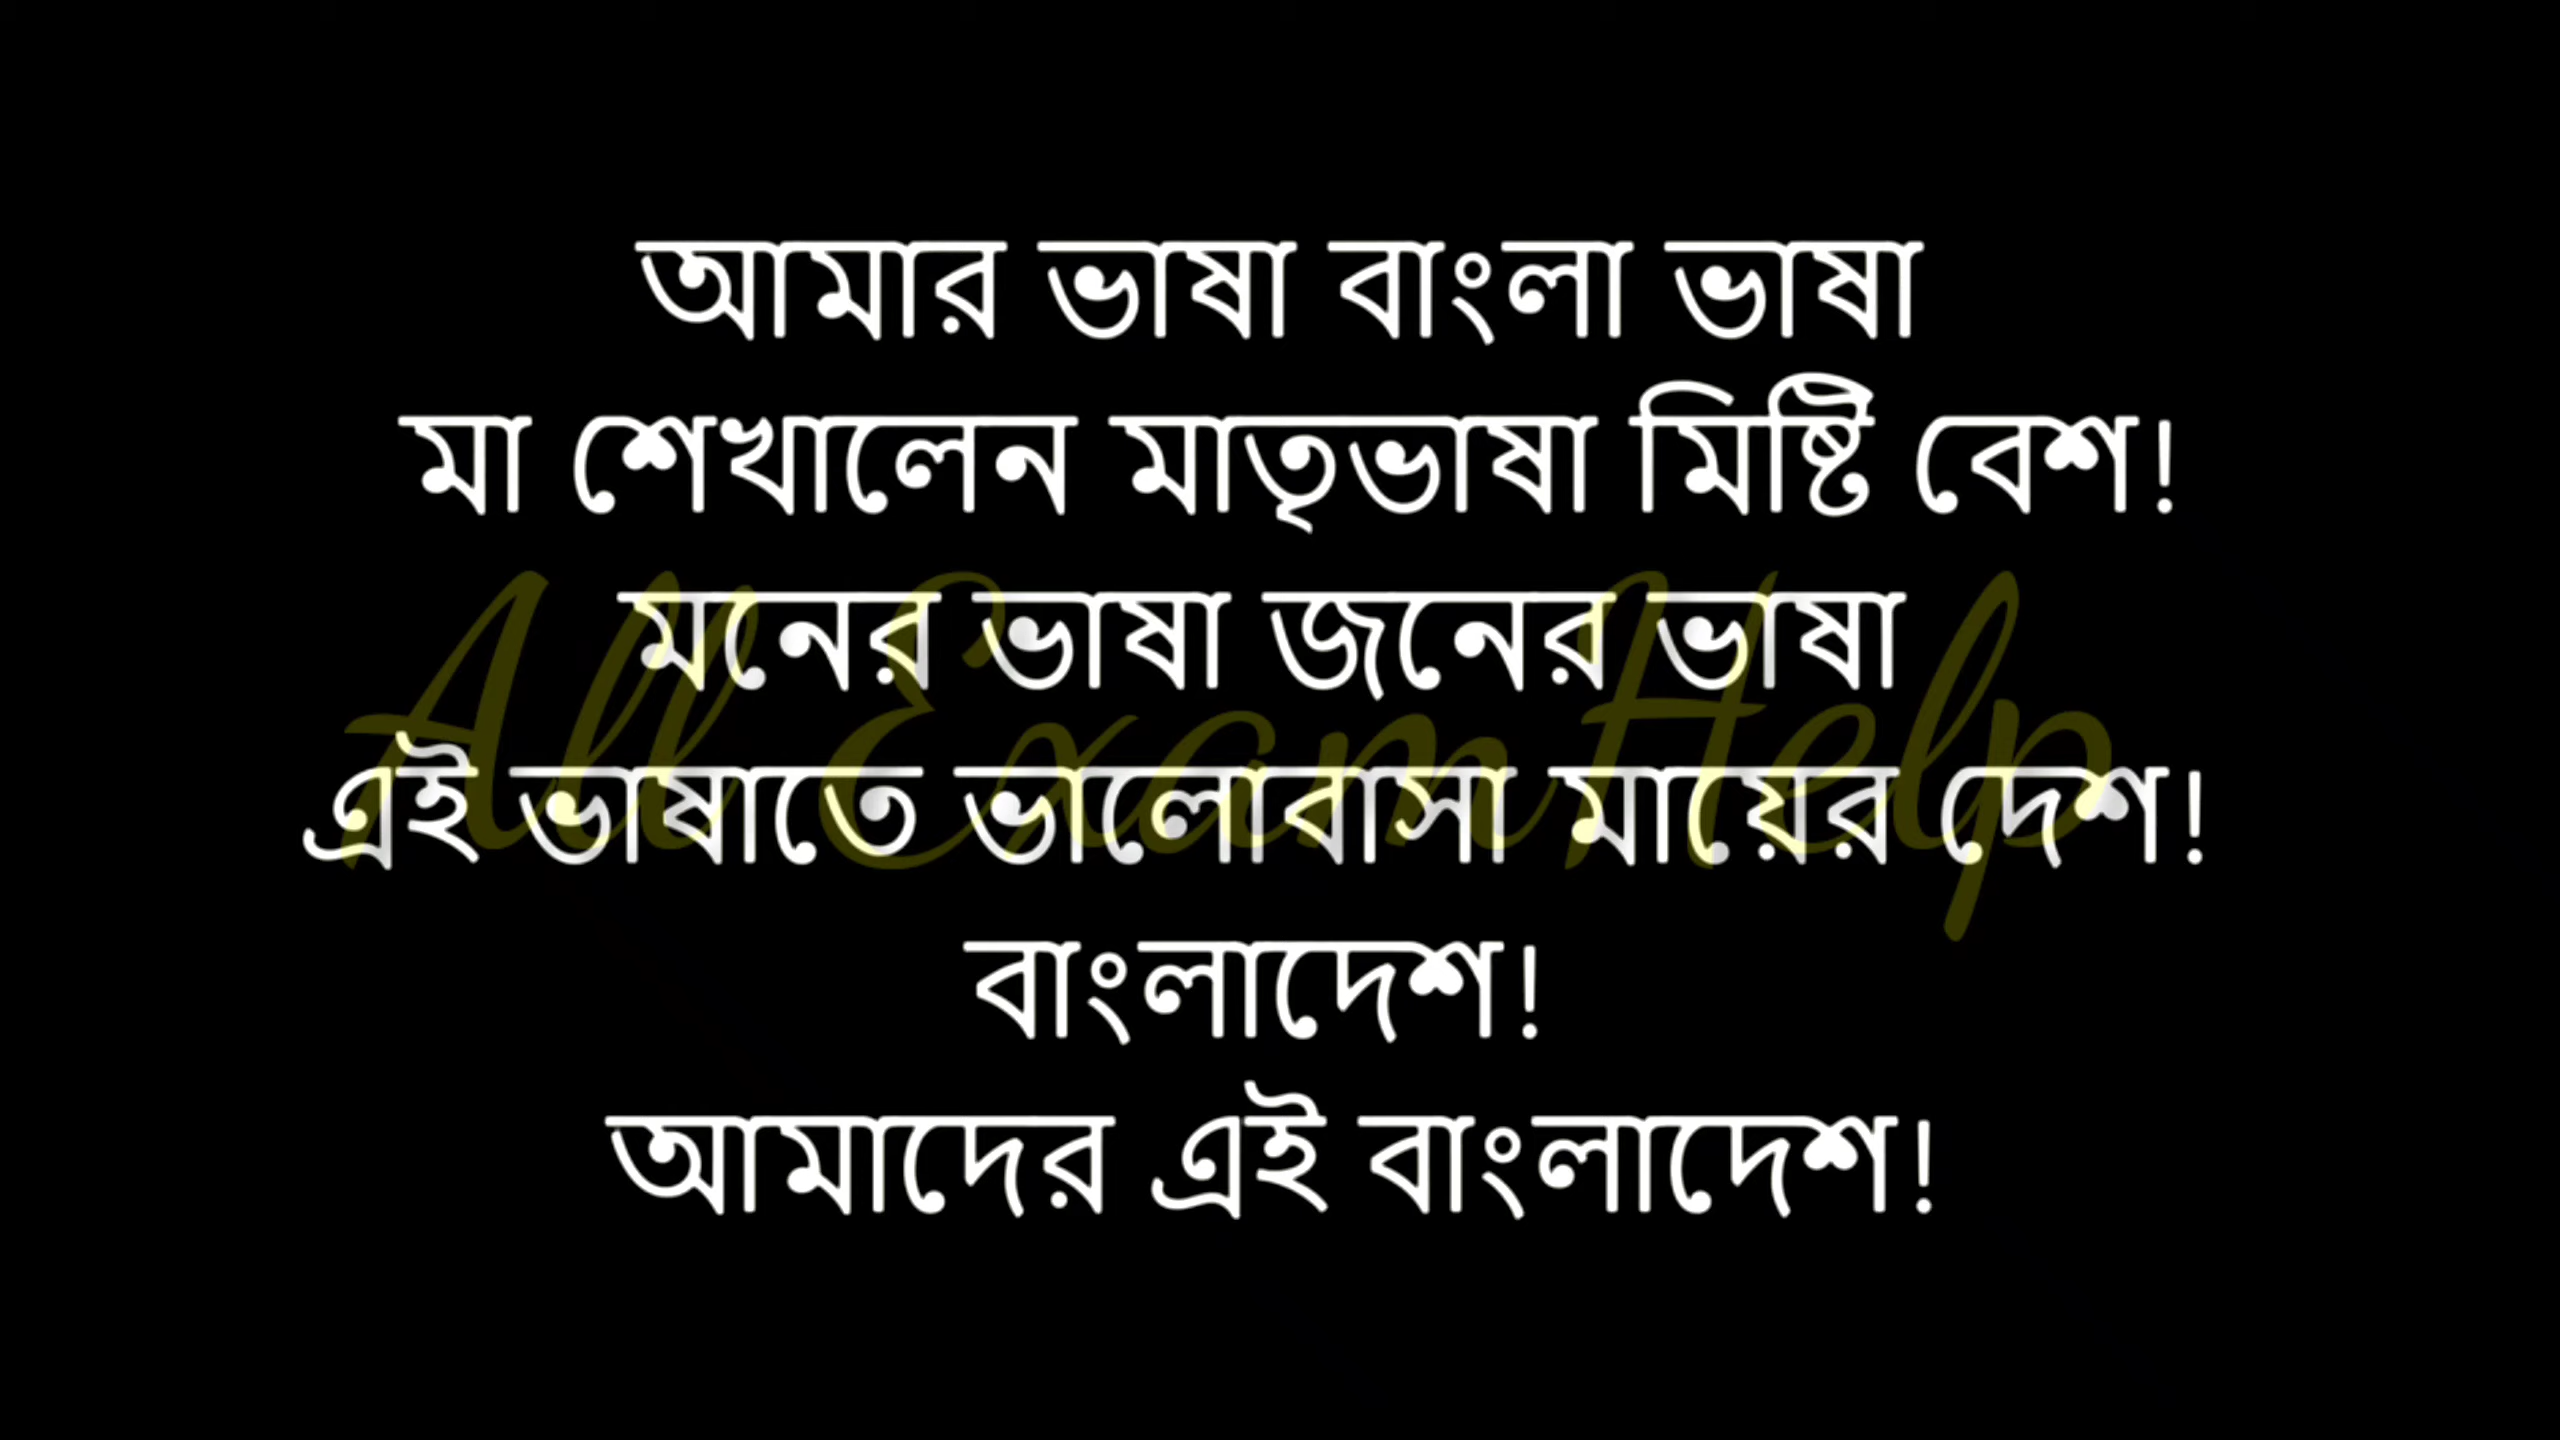 আমার ভাষা বাংলা ভাষা
মা শেখালেন মাতৃভাষা মিষ্টি বেশ!
মনের ভাষা জনের ভাষা
All Exam Help
এই ভাষাতে ভালোবাসা মায়ের দেশ!
বাংলাদেশ!
আমাদের এই বাংলাদেশ!